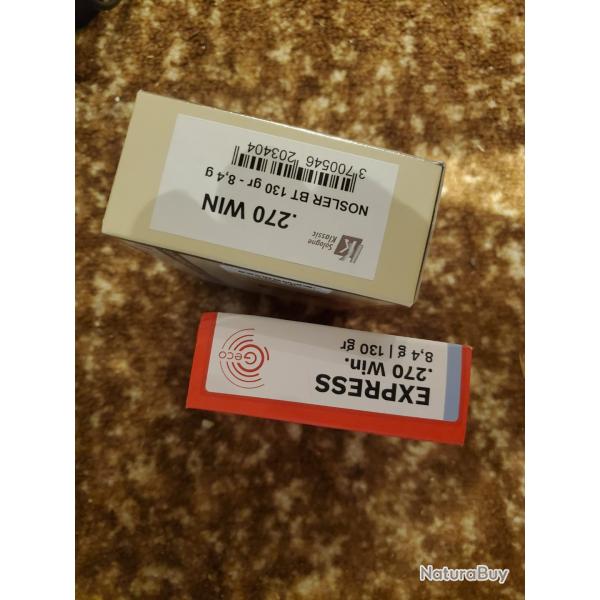 Sologne
Klassic
.270 WIN
NOSLER BT 130 gr - 8,4 g
3 700546 203404
EXPRESS
.270 Win.
8,4 g | 130 gr
Geco
NaturaBuy